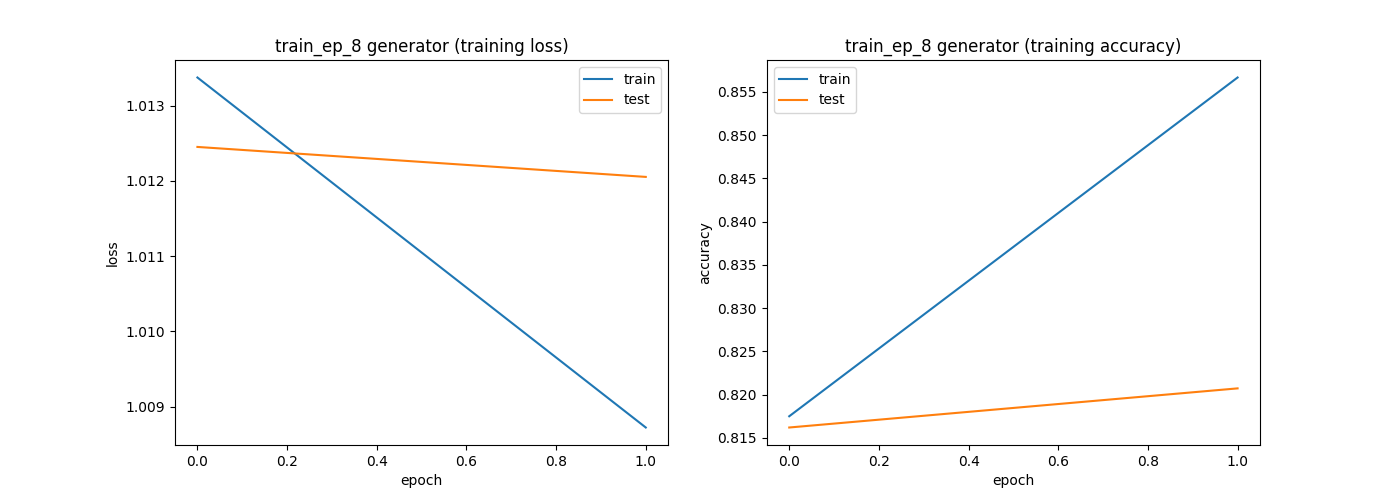 train_ep_8 generator (training loss)
train
test
1.013
1.012
1.011
1.010
1.009
loss
0.0 0.2 0.4 0.6 0.8 1.0
epoch
train_ep_8 generator (training accuracy)
train
test
0.855
0.850
0.845
0.840
0.835
0.830
0.825
0.820
0.815
accuracy
0.0 0.2 0.4 0.6 0.8 1.0
epoch